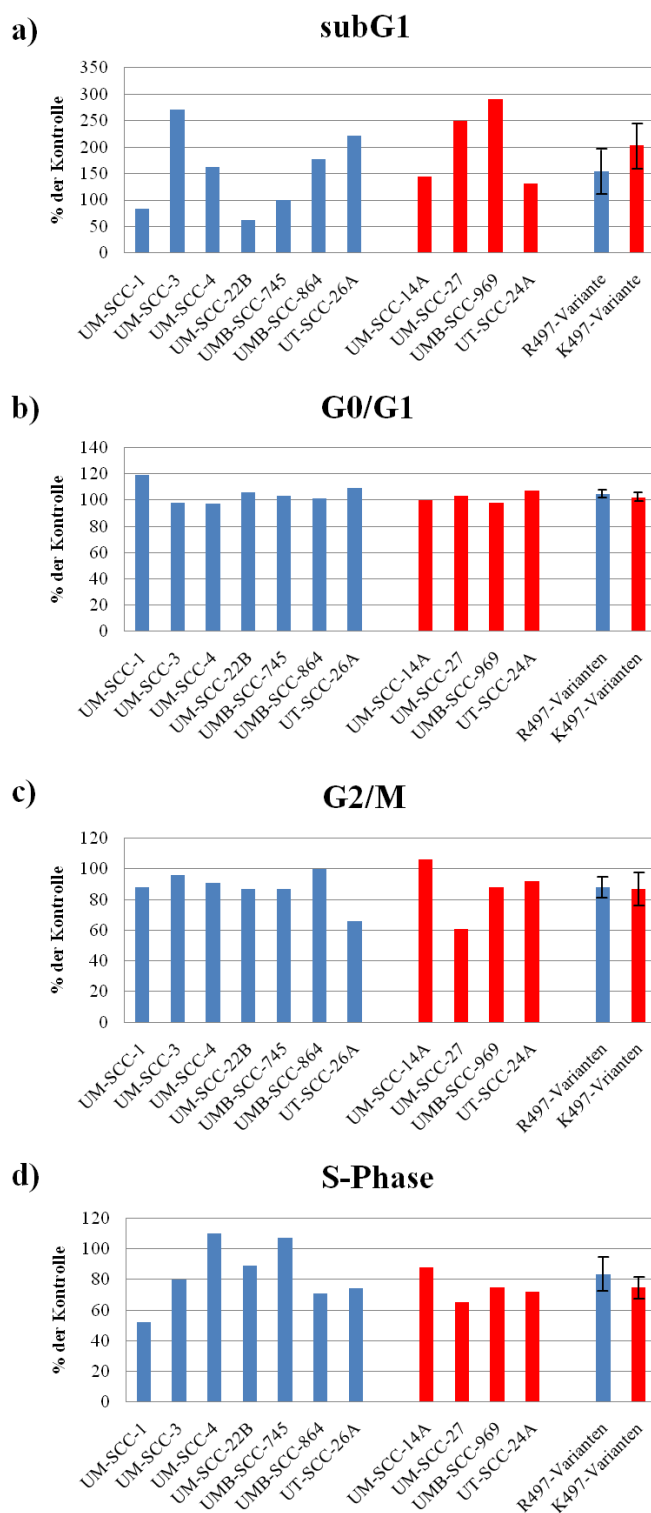 a)
subG1
% der Kontrolle
350
300
250
200
150
100
50
0
UM-SCC-1
UM-SCC-3
UM-SCC-4
UM-SCC-22B
UMB-SCC-745
UMB-SCC-864
UT-SCC-26A
UM-SCC-14A
UM-SCC-27
UMB-SCC-969
UT-SCC-24A
R497-Variante
K497-Variante
b)
G0/G1
% der Kontrolle
140
120
100
80
60
40
20
0
UM-SCC-1
UM-SCC-3
UM-SCC-4
UM-SCC-22B
UMB-SCC-745
UMB-SCC-864
UT-SCC-26A
UM-SCC-14A
UM-SCC-27
UMB-SCC-969
UT-SCC-24A
R497-Varianten
K497-Varianten
c)
G2/M
% der Kontrolle
120
100
80
60
40
20
0
UM-SCC-1
UM-SCC-3
UM-SCC-4
UM-SCC-22B
UMB-SCC-745
UMB-SCC-864
UT-SCC-26A
UM-SCC-14A
UM-SCC-27
UMB-SCC-969
UT-SCC-24A
R497-Varianten
K497-Vrianten
d)
S-Phase
% der Kontrolle
120
100
80
60
40
20
0
UM-SCC-1
UM-SCC-3
UM-SCC-4
UM-SCC-22B
UMB-SCC-745
UMB-SCC-864
UT-SCC-26A
UM-SCC-14A
UM-SCC-27
UMB-SCC-969
UT-SCC-24A
R497-Varianten
K497-Varianten